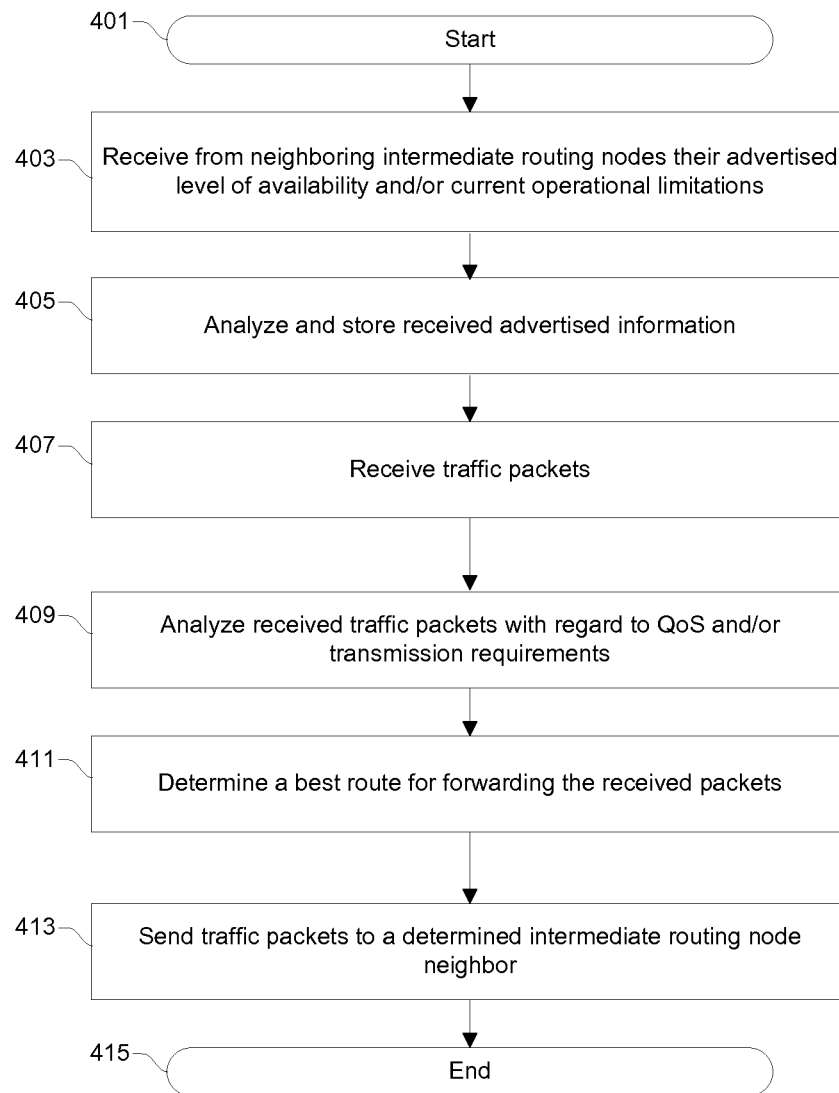 401
Start
403
Receive from neighboring intermediate routing nodes their advertised
level of availability and/or current operational limitations
405
Analyze and store received advertised information
407
Receive traffic packets
409
Analyze received traffic packets with regard to QoS and/or
transmission requirements
411
Determine a best route for forwarding the received packets
413
Send traffic packets to a determined intermediate routing node
neighbor
415
End